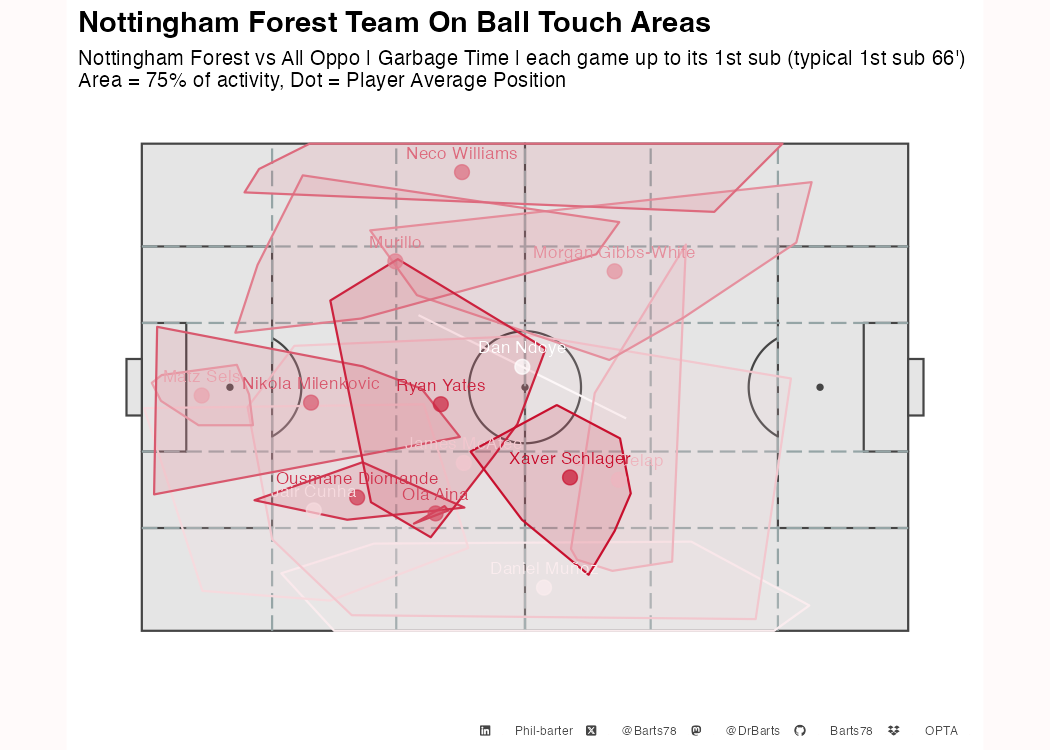 Nottingham Forest Team On Ball Touch Areas
Nottingham Forest vs All Oppo I Garbage Time I each game up to its 1st sub (typical 1st sub 66')
Area = 75% of activity, Dot = Player Average Position
Neco Williams
Murillo
Morgan Gibbs-White
Dan Ndoye
Matz Sels
Nikola Milenkovic
Ryan Yates
Xaver Schlager
Ousmane Diomande
Jair Cunha
Ola Aina
Daniel Muñoz
Phil-barter
@Barts78
@DrBarts
Barts78
OPTA